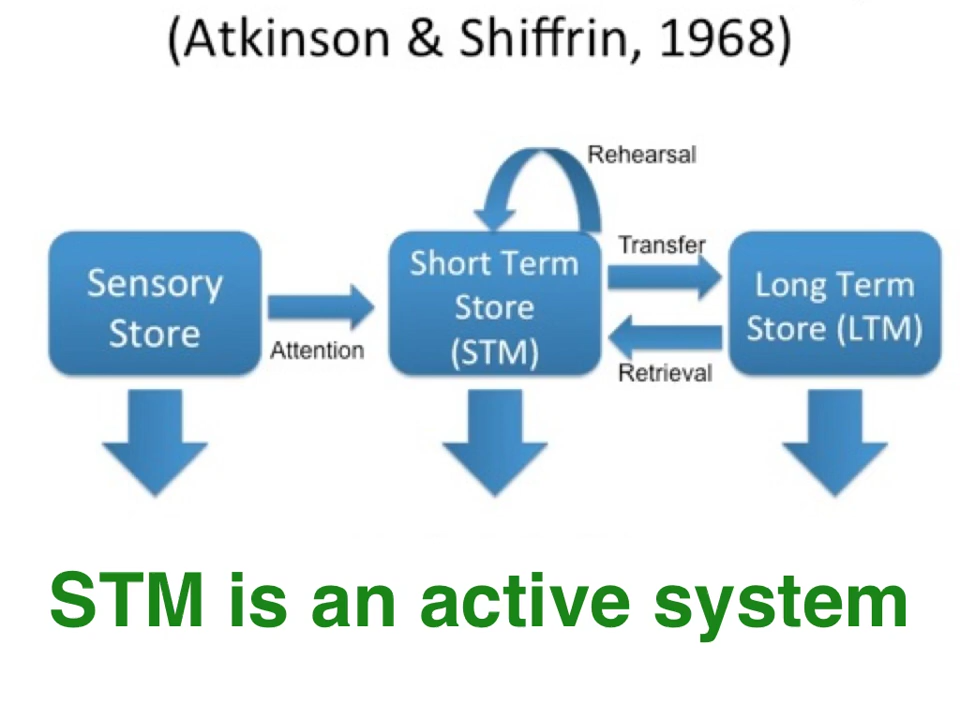 (Atkinson & Shiffrin, 1968)
Rehearsal
Sensory
Store
Attention
Short Term
Store
(STM)
Transfer
Retrieval
Long Term
Store (LTM)
STM is an active system